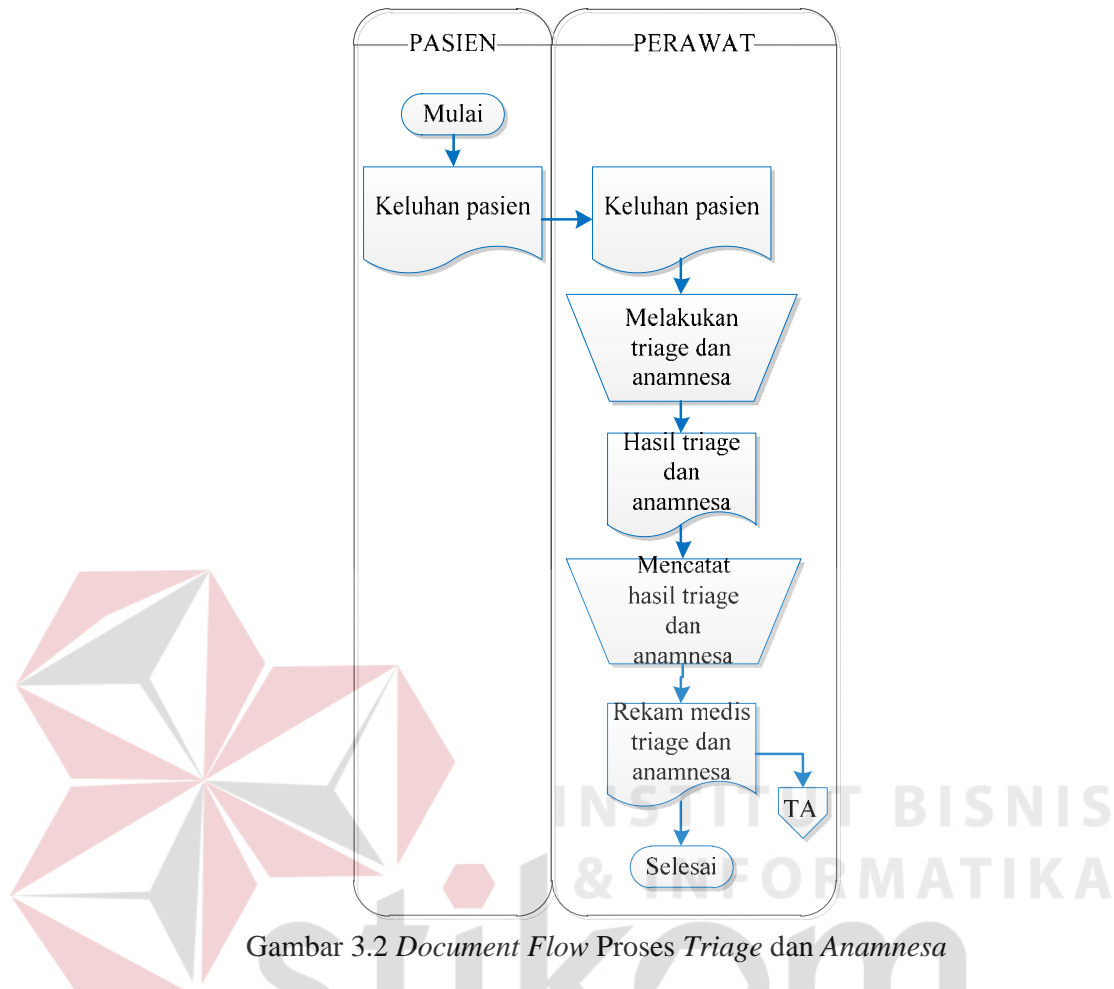 PASIEN
PERAWAT
Mulai
Keluhan pasien
Keluhan pasien
Melakukan
triage dan
anamnesa
Hasil triage
dan
anamnesa
Mencatat
hasil triage
dan
anamnesa
Rekam medis
triage dan
anamnesa
TA
Selesai
INSTITUT BISNIS
& INFORMATIKA
stikom
Gambar 3.2 Document Flow Proses Triage dan Anamnesa